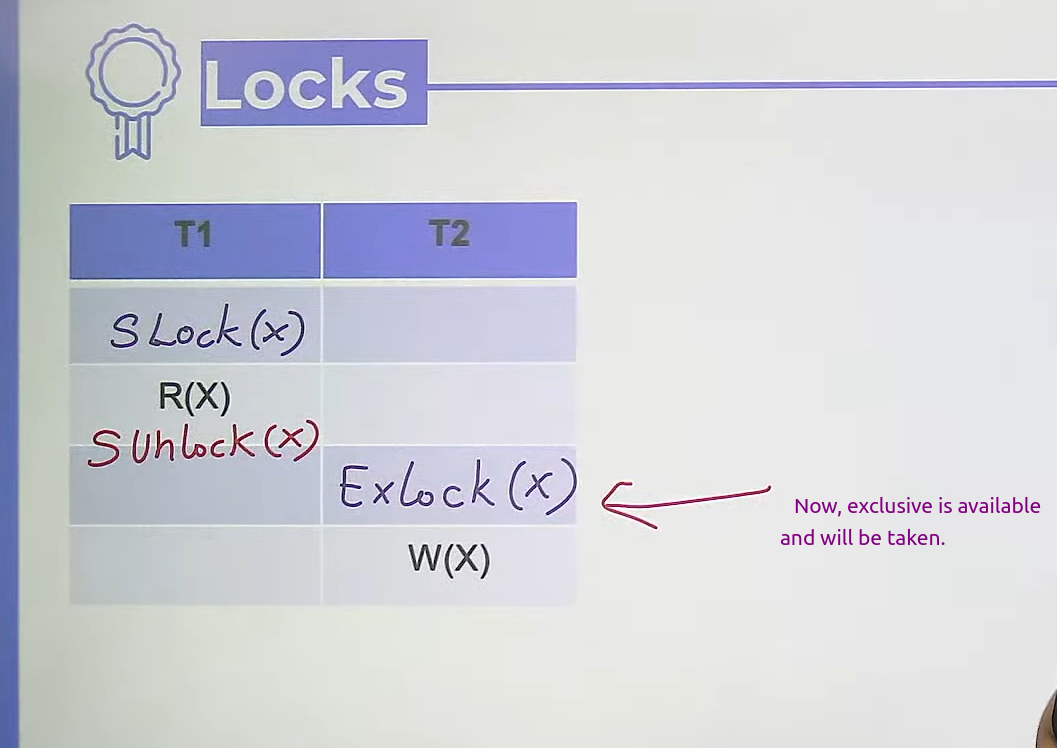 Locks
T1 T2
SLock(x)
R(X)
SUnlock(x)
Exlock(x)
Now, exclusive is available
and will be taken.
W(X)